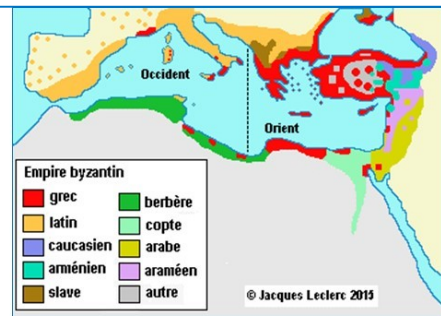 Occident
Orient
Empire byzantin
grec
latin
caucasien
arménien
slave
berbère
copte
arabe
araméen
autre
© Jacques Leclerc 2015